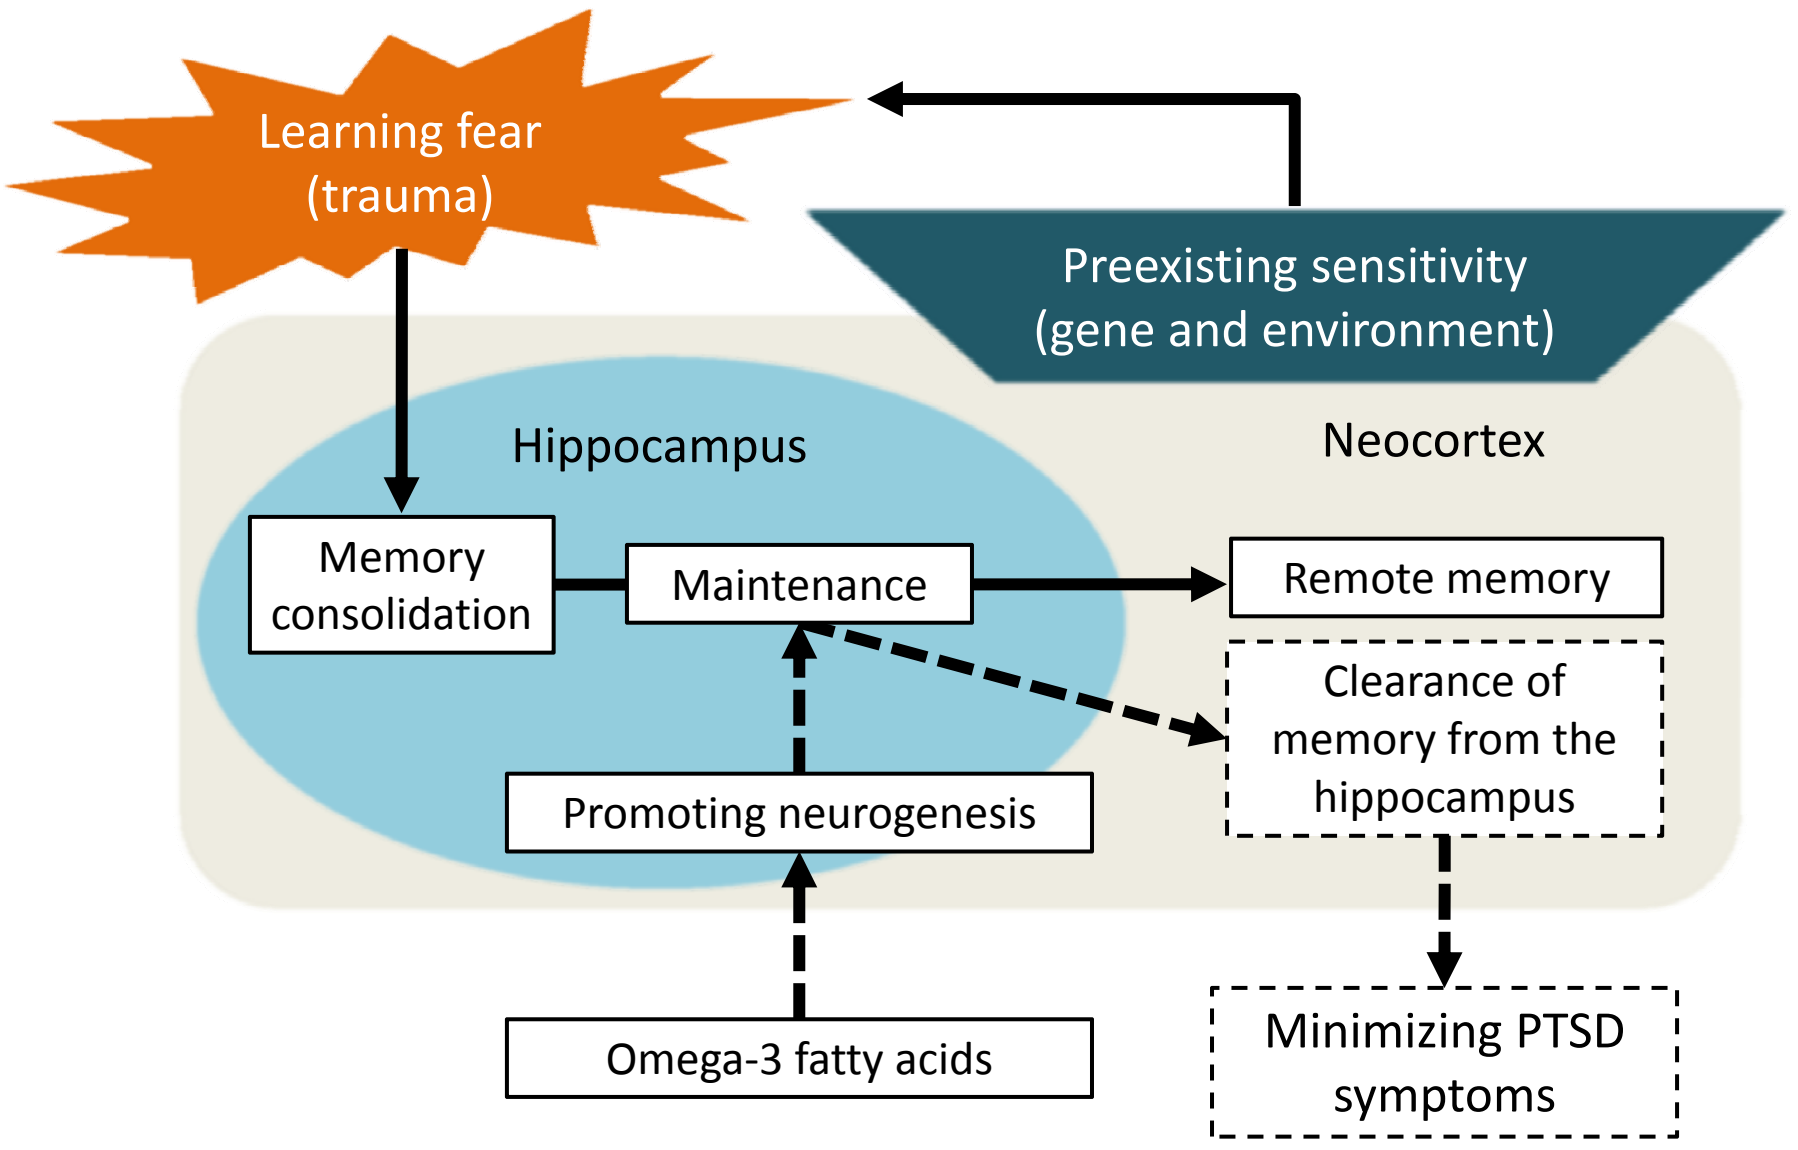 Learning fear
(trauma)
Preexisting sensitivity
(gene and environment)
Hippocampus
Neocortex
Memory
consolidation
Maintenance
Remote memory
Clearance of
memory from the
hippocampus
Promoting neurogenesis
Omega-3 fatty acids
Minimizing PTSD
symptoms